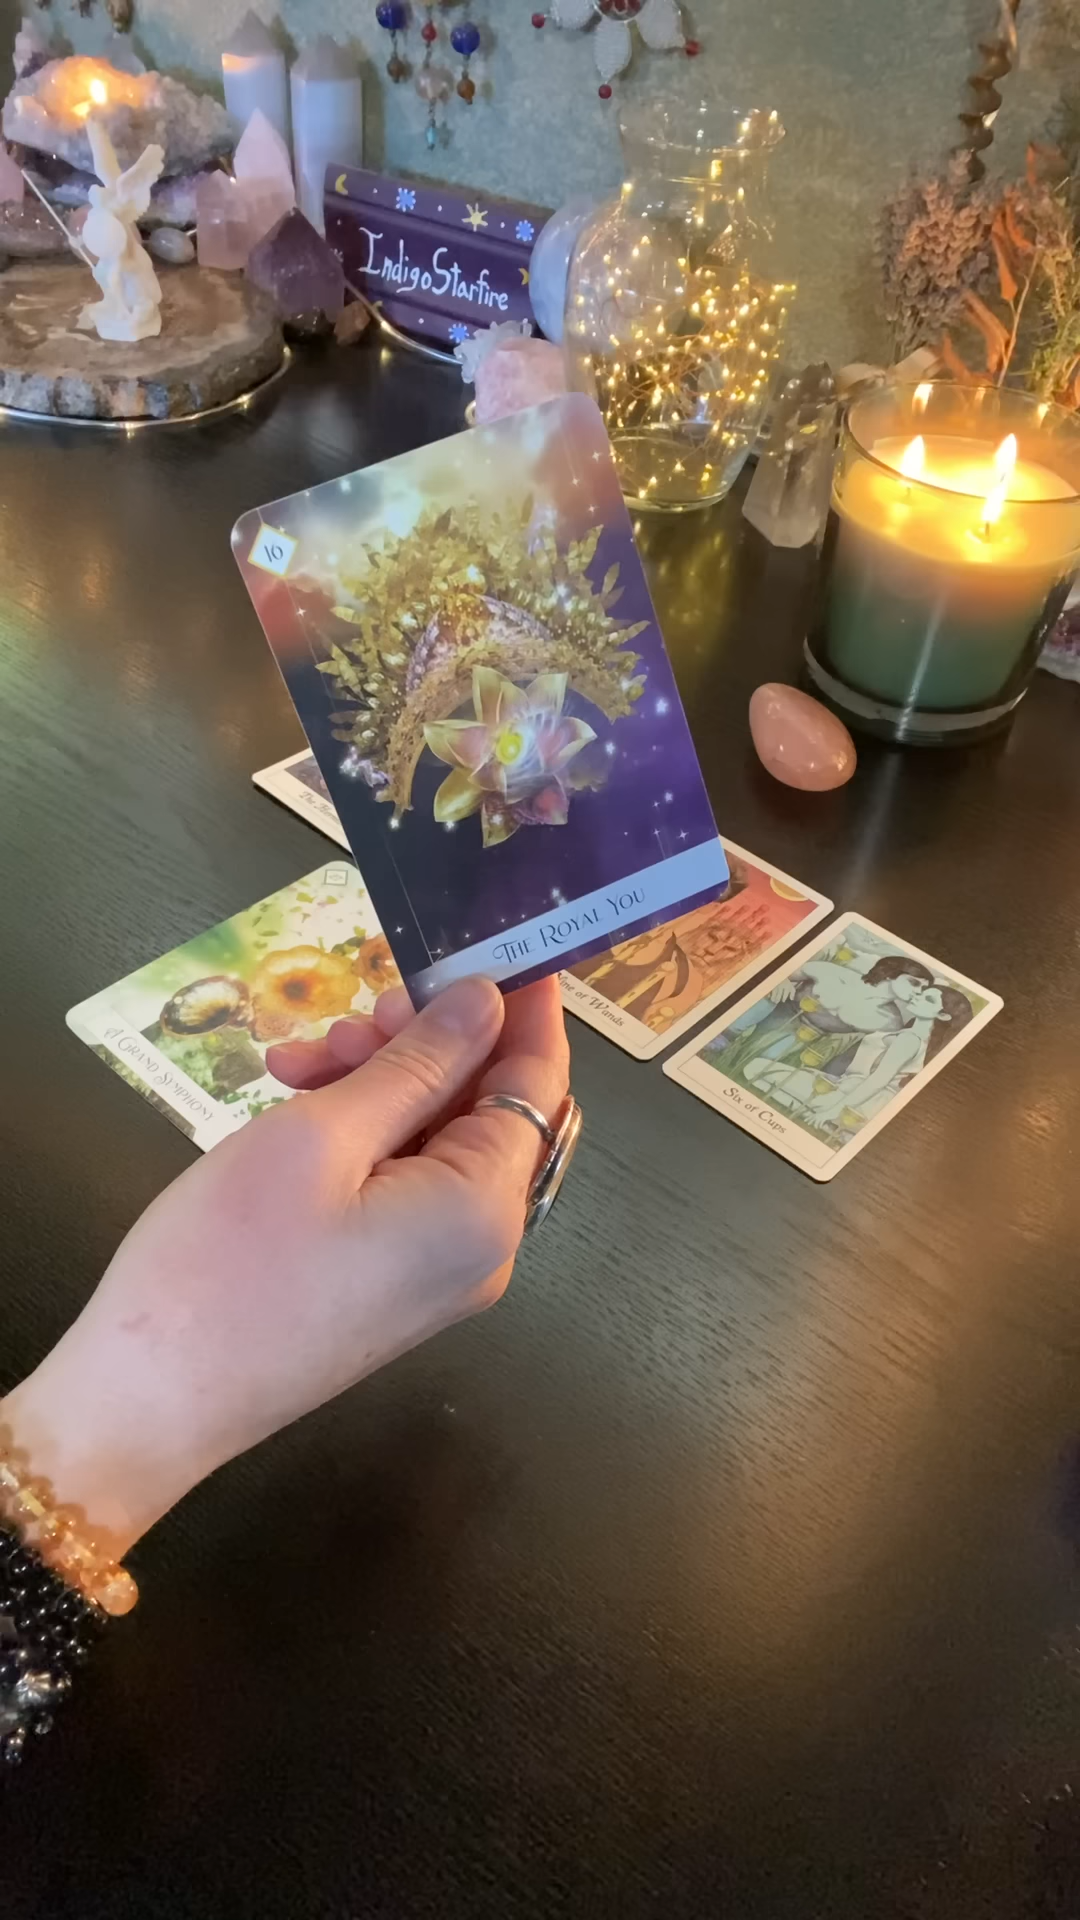 IndigoStarfire
16
The Royal You
A Grand Symphony
Nine of Wands
Six of Cups